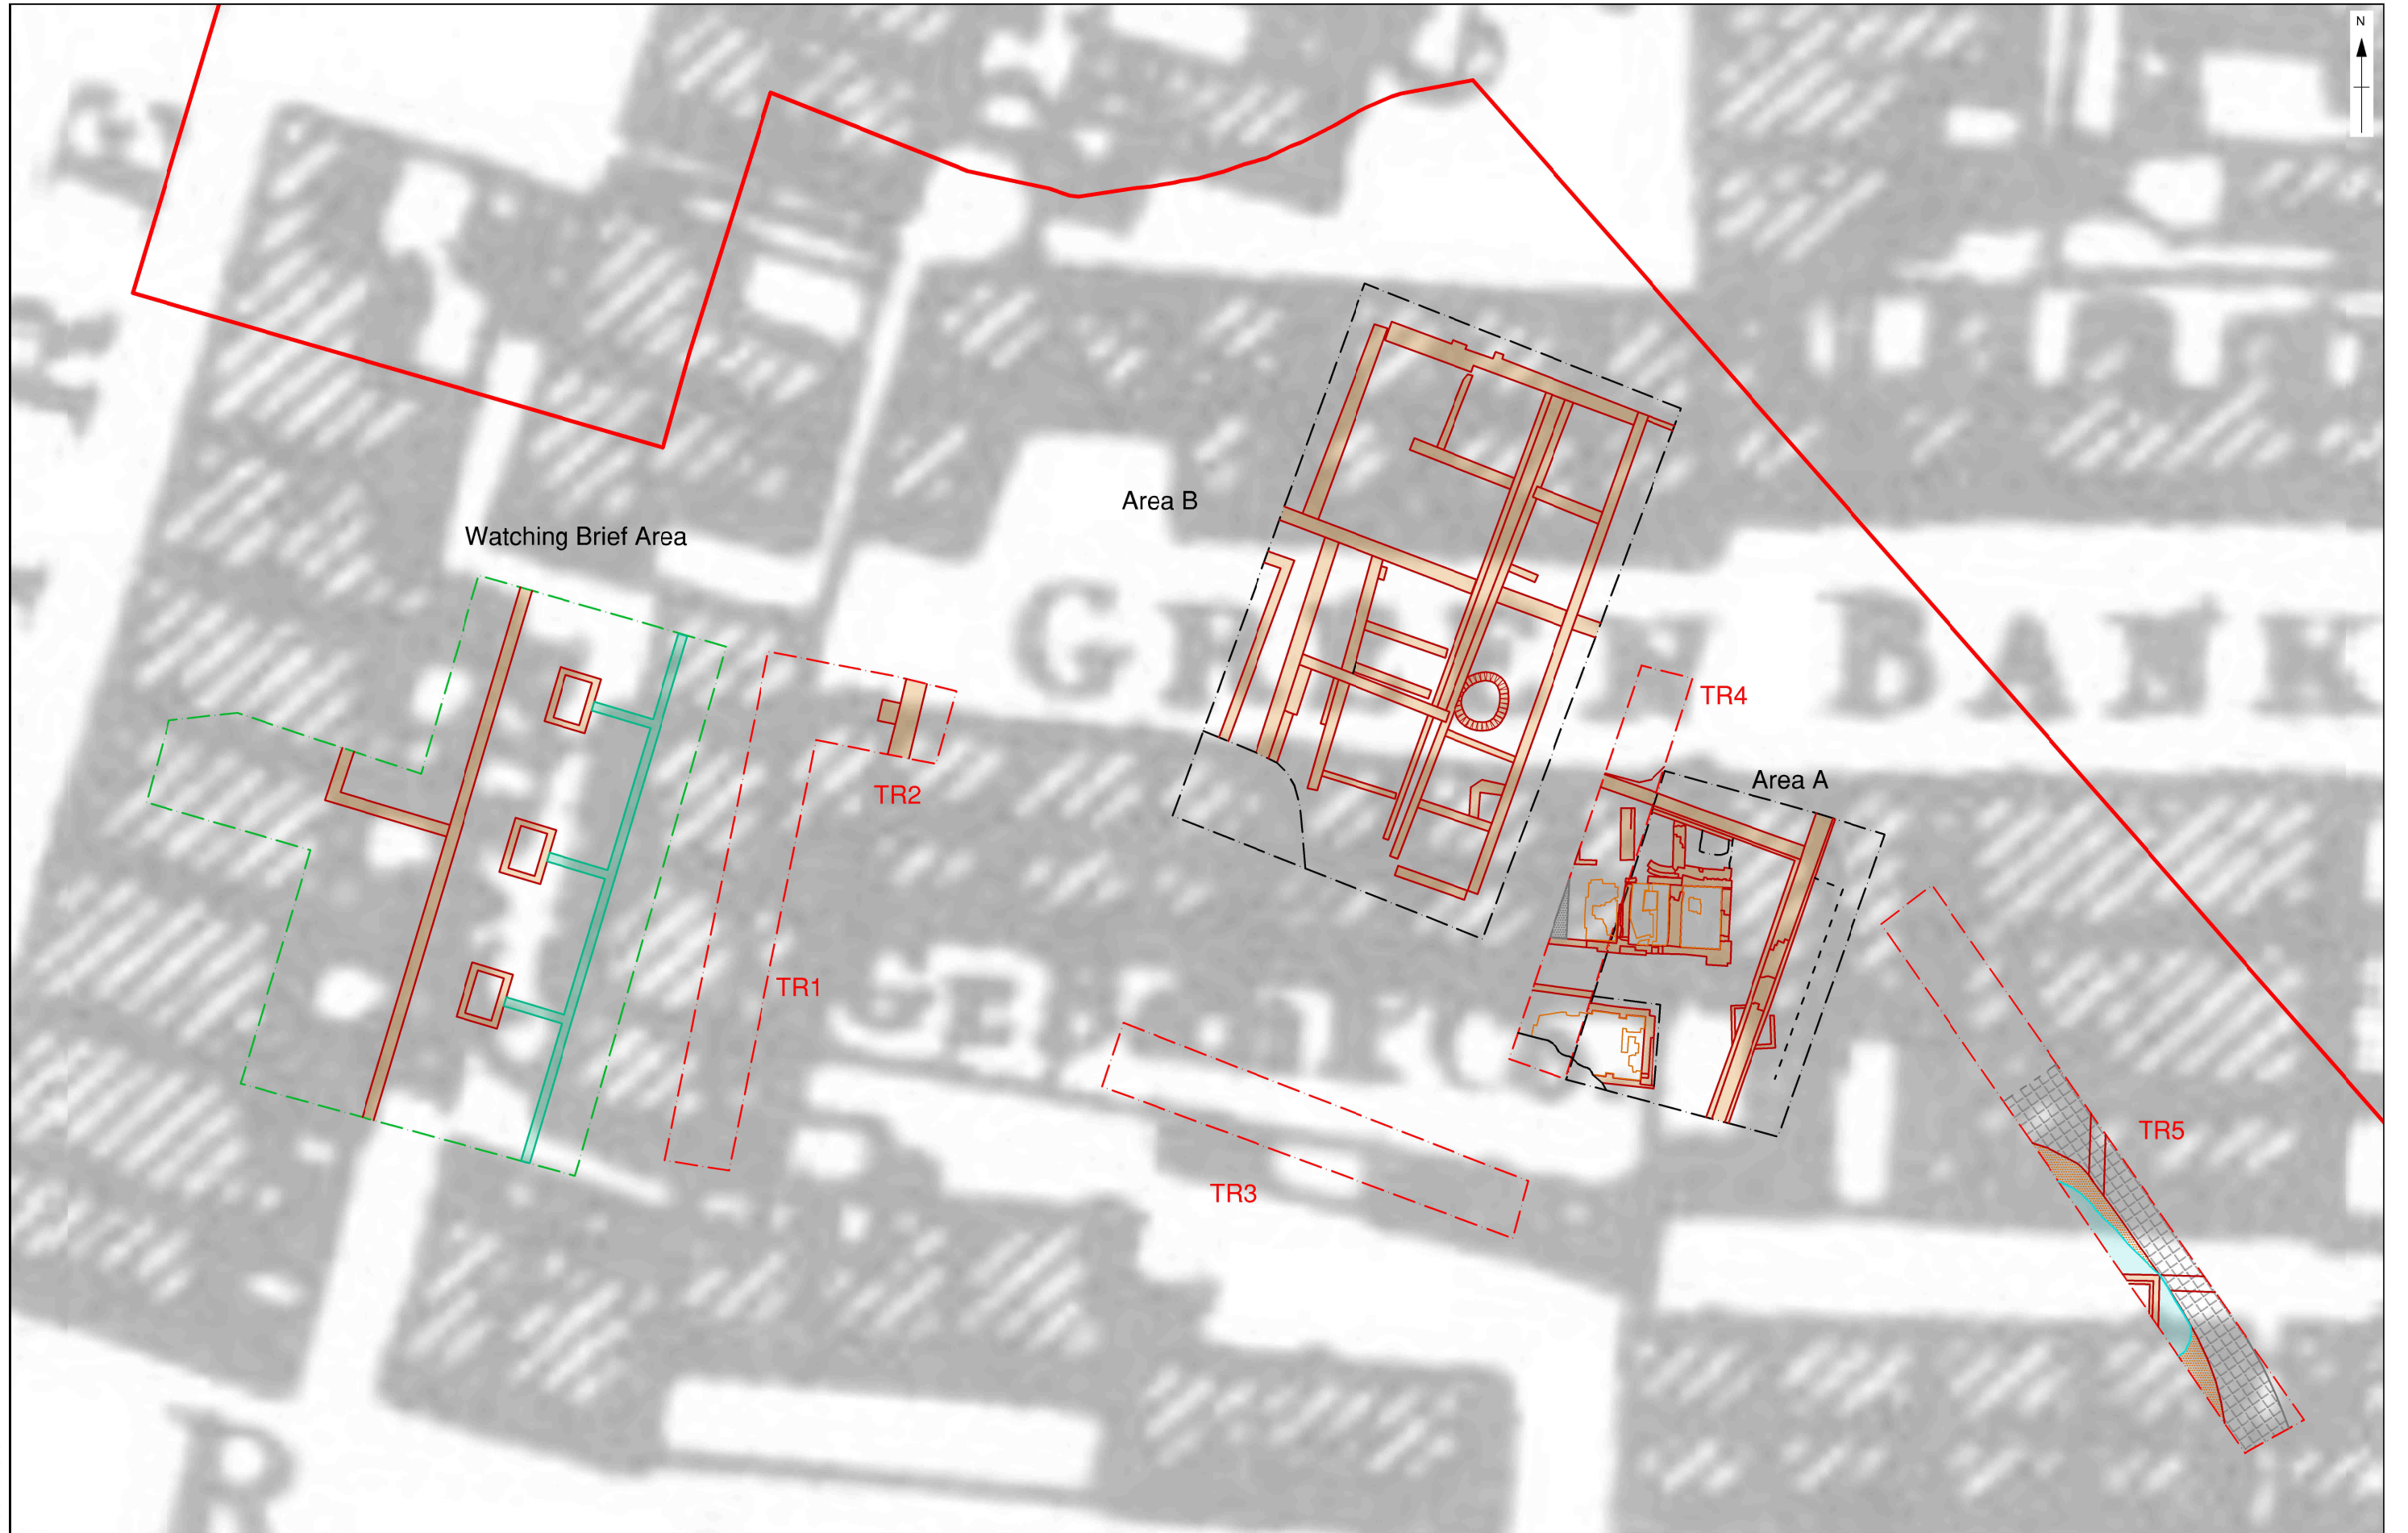 N
Area B
Watching Brief Area
GREEN BANK
TR4
Area A
TR2
TR1
TR5
TR3
R